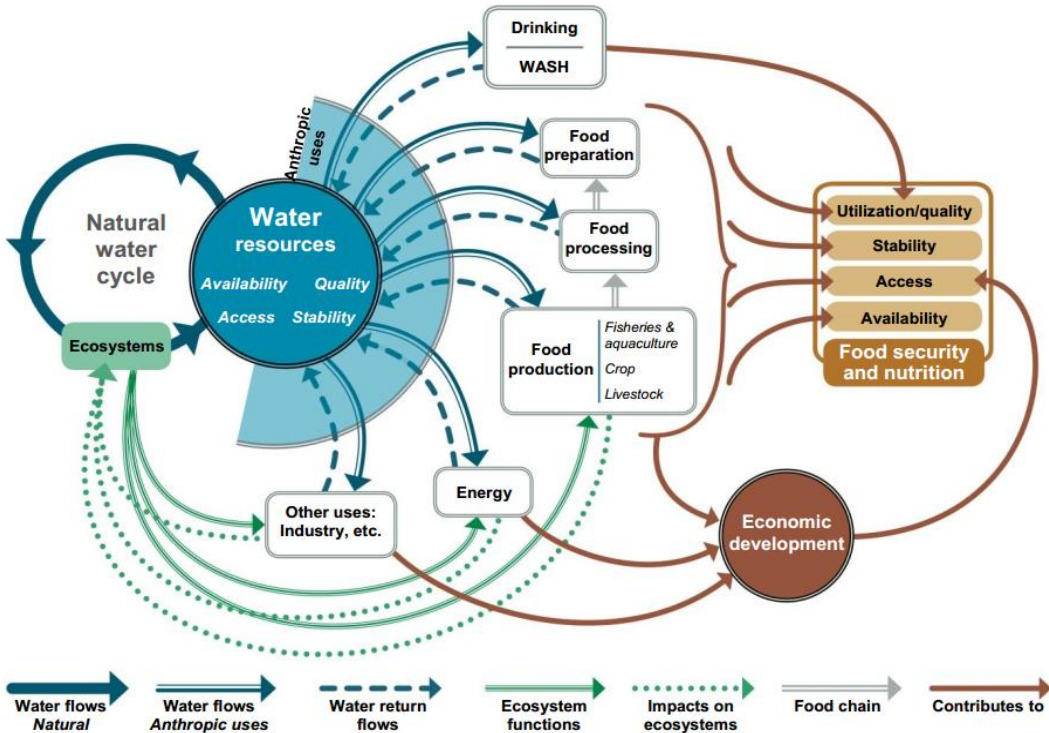 Drinking
WASH
Anthropic
uses
Food
preparation
Natural
water
cycle
Water
resources
Availability Quality
Access Stability
Food
processing
Utilization/quality
Stability
Access
Availability
Food security
and nutrition
Ecosystems
Food
production
Fisheries &
aquaculture
Crop
Livestock
Other uses:
Industry, etc.
Energy
Economic
development
Water flows
Natural
Water flows
Anthropic uses
Water return
flows
Ecosystem
functions
Impacts on
ecosystems
Food chain
Contributes to